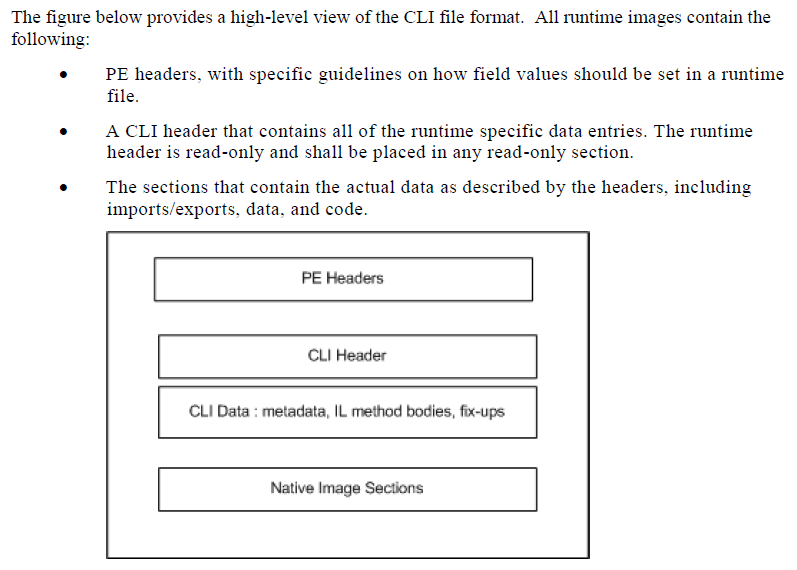 The figure below provides a high-level view of the CLI file format.  All runtime images contain the
following:
• PE headers, with specific guidelines on how field values should be set in a runtime
file.
• A CLI header that contains all of the runtime specific data entries. The runtime
header is read-only and shall be placed in any read-only section.
• The sections that contain the actual data as described by the headers, including
imports/exports, data, and code.
PE Headers
CLI Header
CLI Data : metadata, IL method bodies, fix-ups
Native Image Sections